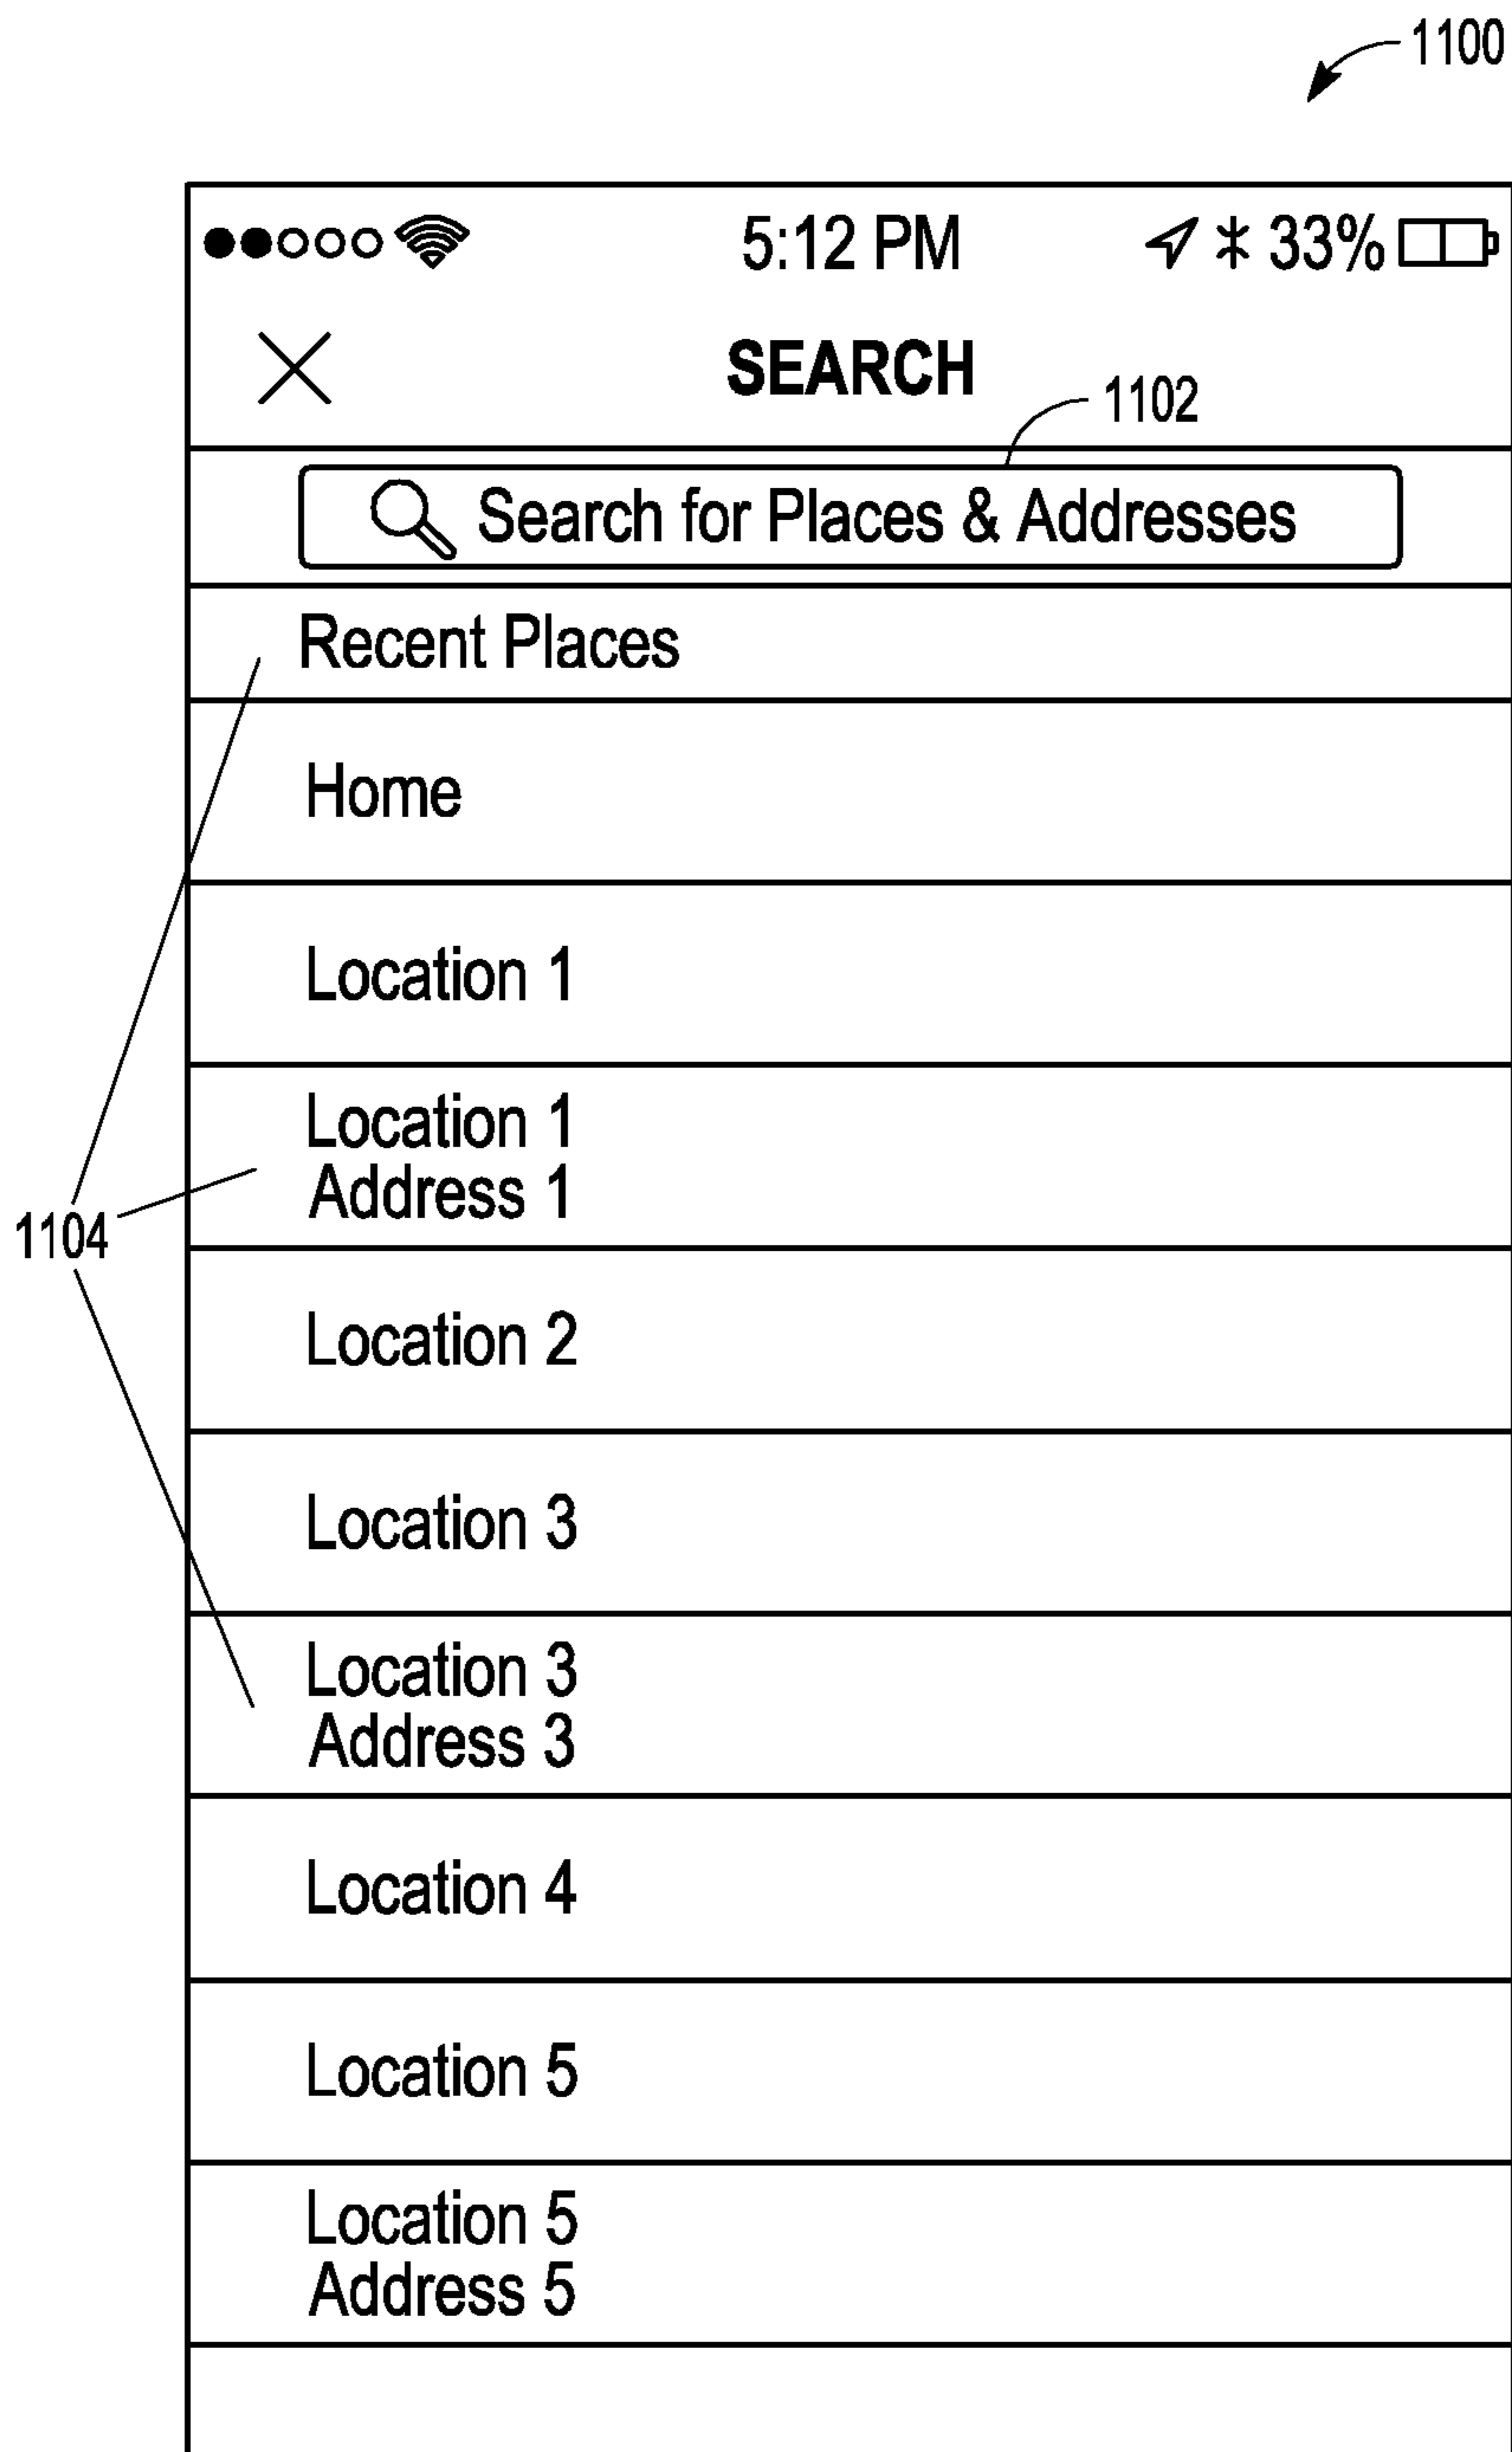 1100
5:12 PM 33%
SEARCH
1102
Search for Places & Addresses
Recent Places
Home
Location 1
Location 1
Address 1
1104
Location 2
Location 3
Location 3
Address 3
Location 4
Location 5
Location 5
Address 5